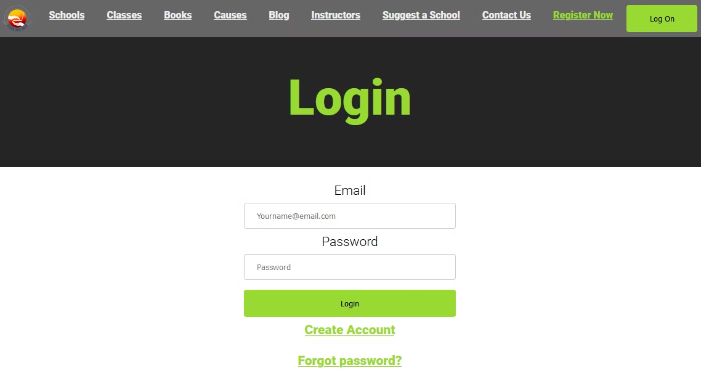 Schools Classes Books Causes Blog Instructors Suggest a School Contact Us Register Now Log On
Login
Email
Yourname@email.com
Password
Password
Login
Create Account
Forgot password?